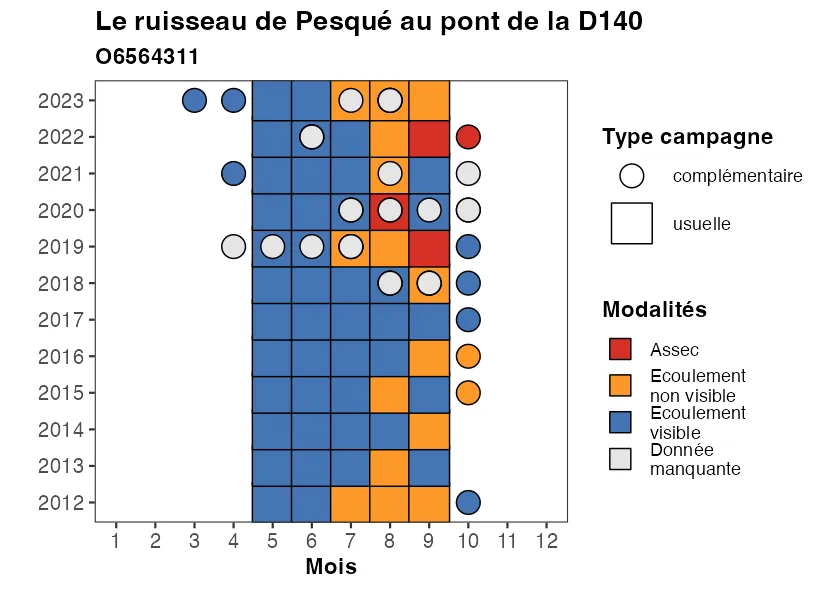 Le ruisseau de Pesqué au pont de la D140
O6564311
2023
2022
2021
2020
2019
2018
2017
2016
2015
2014
2013
2012
1 2 3 4 5 6 7 8 9 10 11 12
Mois
Type campagne
complémentaire
usuelle
Modalités
Assec
Ecoulement
non visible
Ecoulement
visible
Donnée
manquante